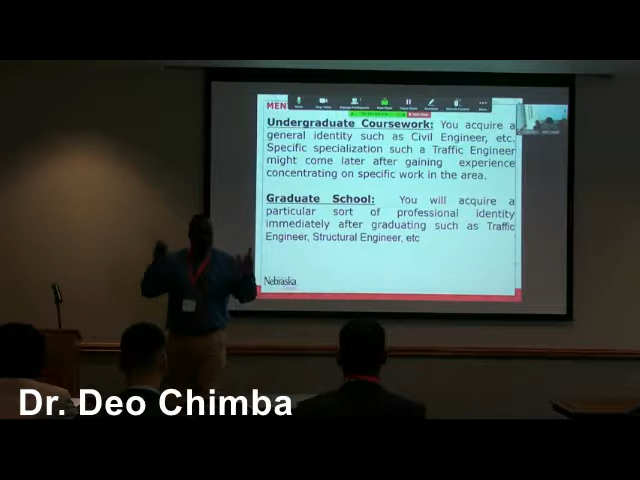 MEN
Undergraduate Coursework: You acquire a
general identity such as Civil Engineer, etc.
Specific specialization such a Traffic Engineer
might come later after gaining experience
concentrating on specific work in the area.
Graduate School: You will acquire a
particular sort of professional identity
immediately after graduating such as Traffic
Engineer, Structural Engineer, etc
Nebraska
Dr. Deo Chimba